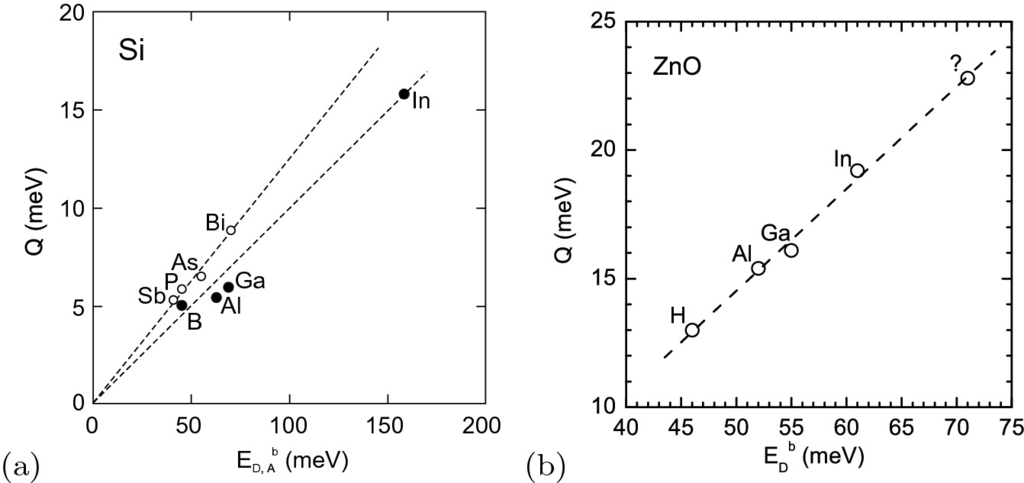 20
15
10
5
0
0 50 100 150 200
Q (meV)
E_{D, A}^b (meV)
Si
In
Bi
As
P
Sb
Ga
Al
B
(a)
25
20
15
10
40 45 50 55 60 65 70 75
Q (meV)
E_D^b (meV)
ZnO
?
In
Ga
Al
H
(b)